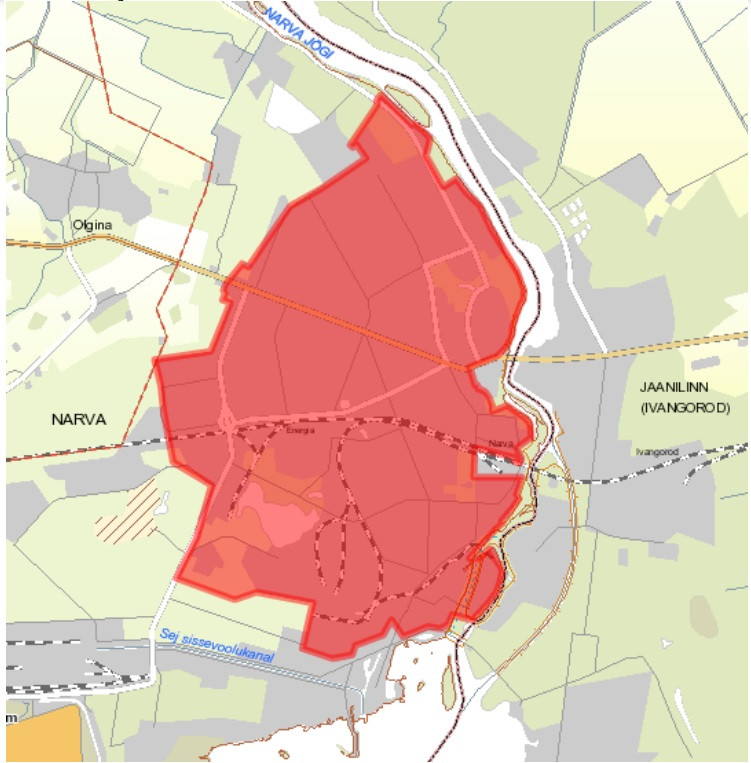 NARVA JÕGI
Olgina
JAANILINN
(IVANGOROD)
NARVA
Energia
Narva
Ivangorod
Sej sissevoolukanal
m